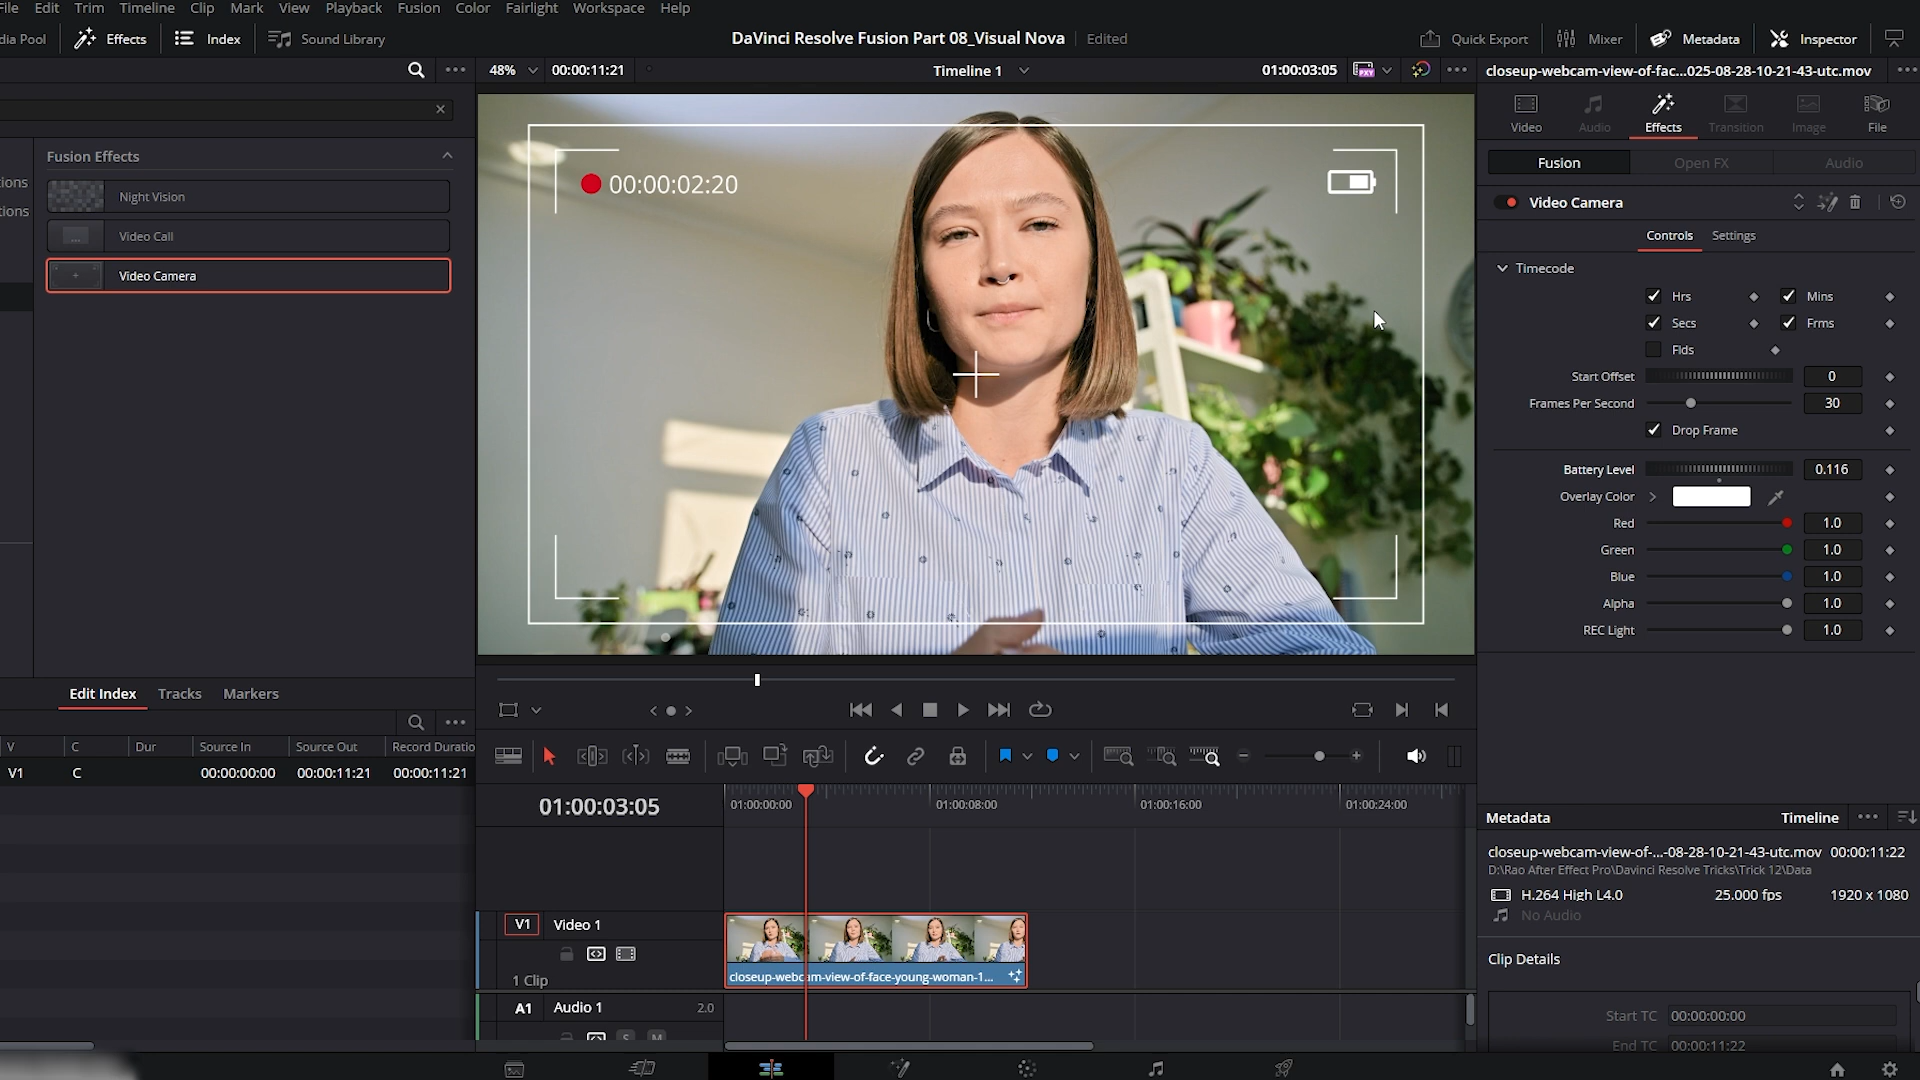 File Edit Trim Timeline Clip Mark View Playback Fusion Color Fairlight Workspace Help
dia Pool Effects Index Sound Library
DaVinci Resolve Fusion Part 08_Visual Nova Edited
Quick Export Mixer Metadata Inspector
48% 00:00:11:21 Timeline 1 01:00:03:05
closeup-webcam-view-of-fac...025-08-28-10-21-43-utc.mov
Video Audio Effects Transition Image File
Fusion Open FX Audio
Fusion Effects
ions
Night Vision
tions
Video Call
Video Camera
00:00:02:20
Video Camera
Controls Settings
Timecode
Hrs Mins
Secs Frms
Flds
Start Offset 0
Frames Per Second 30
Drop Frame
Battery Level 0.116
Overlay Color
Red 1.0
Green 1.0
Blue 1.0
Alpha 1.0
REC Light 1.0
Edit Index Tracks Markers
V C Dur Source In Source Out Record Duratio
V1 C 00:00:00:00 00:00:11:21 00:00:11:21
01:00:03:05
01:00:00:00 01:00:08:00 01:00:16:00 01:00:24:00
V1 Video 1
1 Clip
closeup-webcam-view-of-face-young-woman-1...
A1 Audio 1 2.0
S M
Metadata Timeline
closeup-webcam-view-of-...-08-28-10-21-43-utc.mov 00:00:11:22
D:\Rao After Effect Pro\Davinci Resolve Tricks\Trick 12\Data
H.264 High L4.0 25.000 fps 1920 x 1080
No Audio
Clip Details
Start TC 00:00:00:00
End TC 00:00:11:22